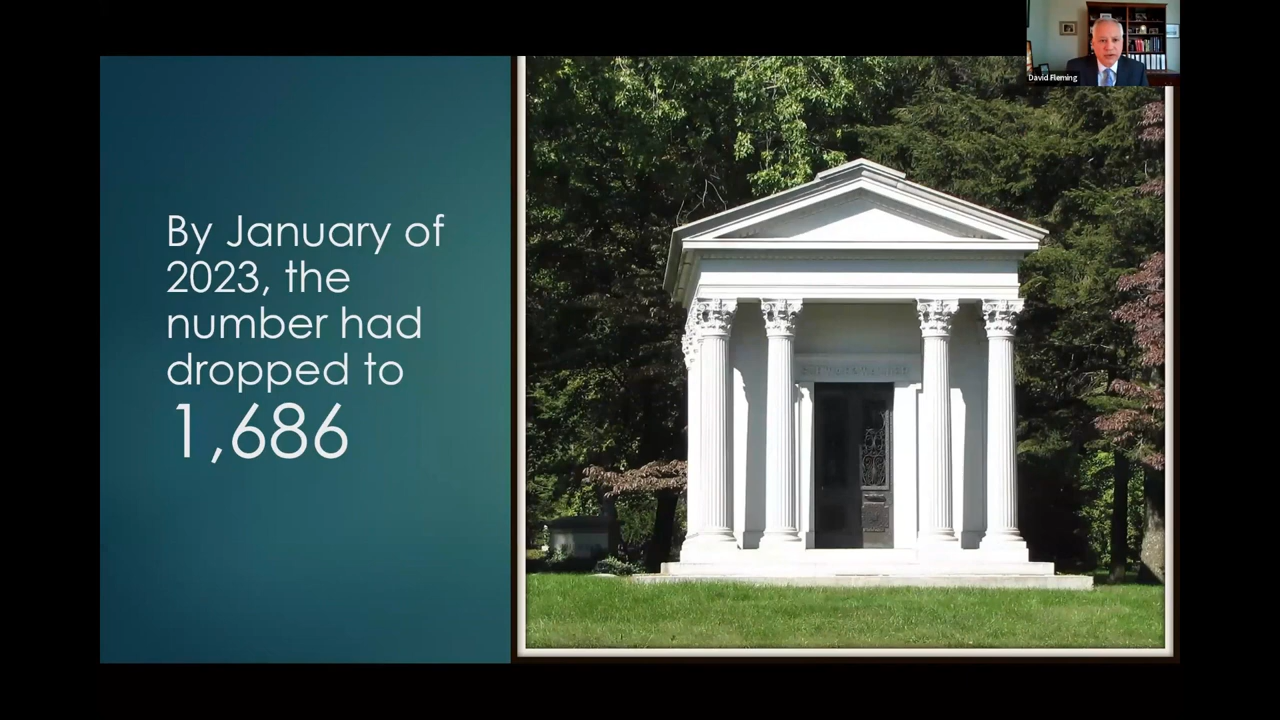 David Fleming
By January of
2023, the
number had
dropped to
1,686